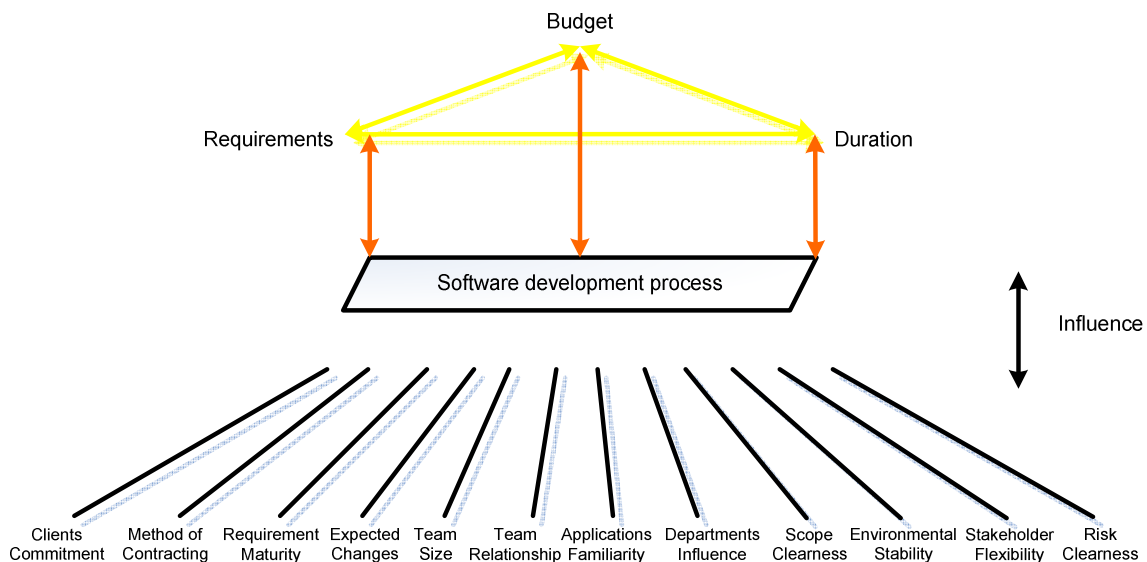 Budget
Requirements
Duration
Software development process
Influence
Clients
Commitment
Method of
Contracting
Requirement
Maturity
Expected
Changes
Team
Size
Team
Relationship
Applications
Familiarity
Departments
Influence
Scope
Clearness
Environmental
Stability
Stakeholder
Flexibility
Risk
Clearness